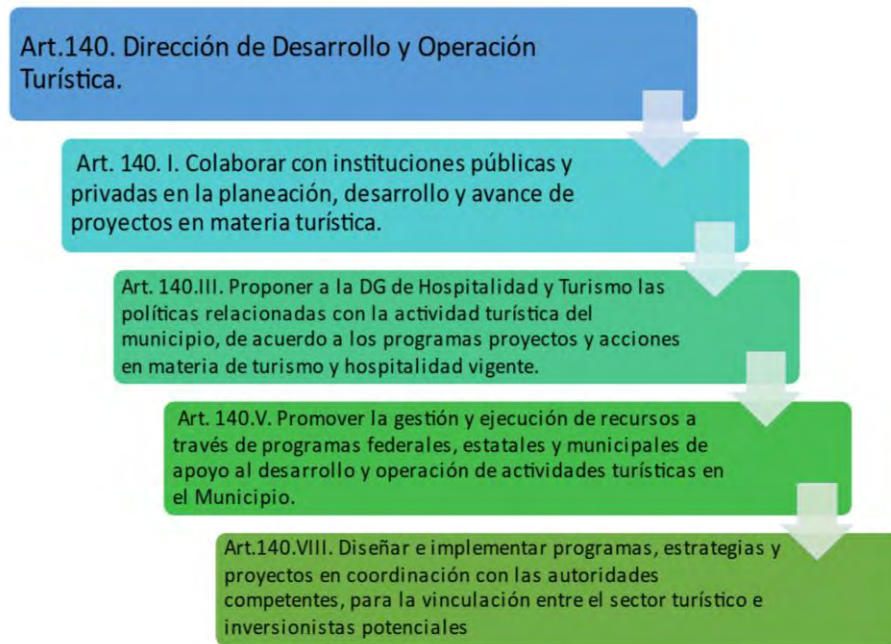 Art.140. Dirección de Desarrollo y Operación
Turística.
Art. 140. I. Colaborar con instituciones públicas y
privadas en la planeación, desarrollo y avance de
proyectos en materia turística.
Art. 140.III. Proponer a la DG de Hospitalidad y Turismo las
políticas relacionadas con la actividad turística del
municipio, de acuerdo a los programas proyectos y acciones
en materia de turismo y hospitalidad vigente.
Art. 140.V. Promover la gestión y ejecución de recursos a
través de programas federales, estatales y municipales de
apoyo al desarrollo y operación de actividades turísticas en
el Municipio.
Art.140.VIII. Diseñar e implementar programas, estrategias y
proyectos en coordinación con las autoridades
competentes, para la vinculación entre el sector turístico e
inversionistas potenciales